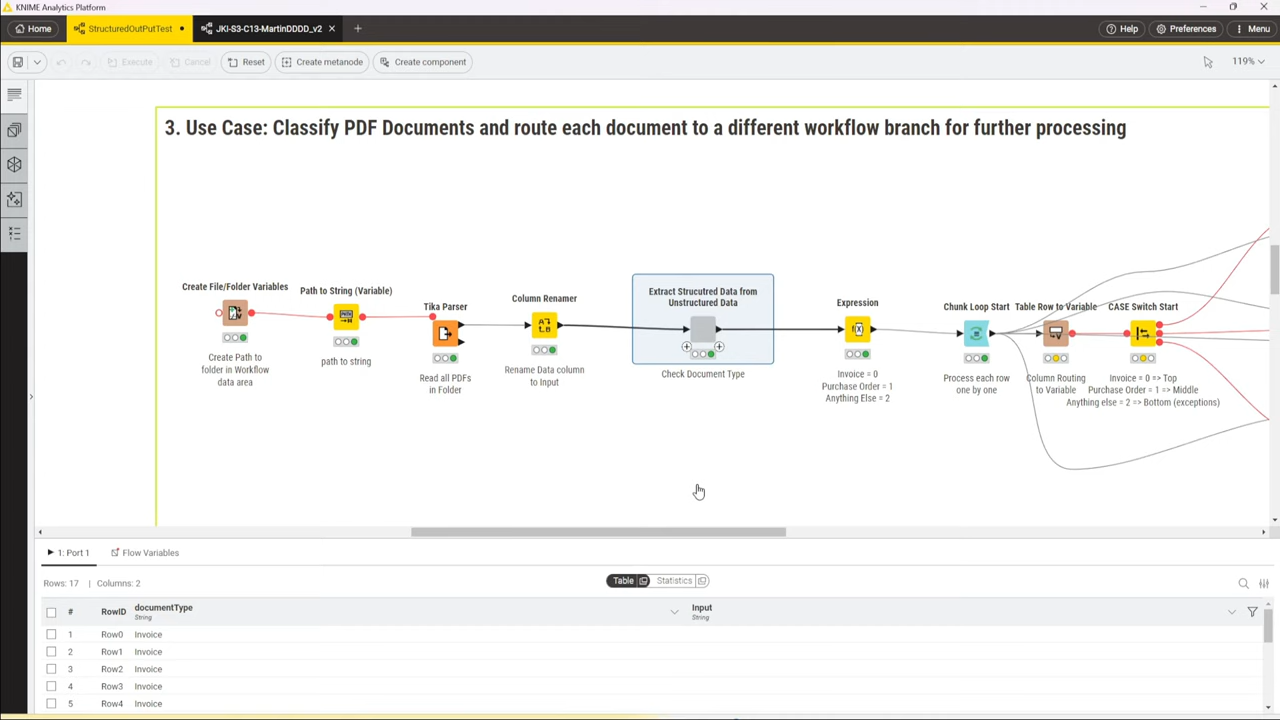 KNIME Analytics Platform
Home
StructuredOutPutTest
JKI-S3-C13-MartinDDDD_v2
Help
Preferences
Menu
Execute
Cancel
Reset
Create metanode
Create component
119%
3. Use Case: Classify PDF Documents and route each document to a different workflow branch for further processing
Create File/Folder Variables
Create Path to
folder in Workflow
data area
Path to String (Variable)
path to string
Tika Parser
Read all PDFs
in Folder
Column Renamer
Rename Data column
to Input
Extract Strucutred Data from
Unstructured Data
Check Document Type
Expression
Invoice = 0
Purchase Order = 1
Anything Else = 2
Chunk Loop Start
Process each row
one by one
Table Row to Variable
Column Routing
to Variable
CASE Switch Start
Invoice = 0 => Top
Purchase Order = 1 => Middle
Anything else = 2 => Bottom (exceptions)
1: Port 1
Flow Variables
Rows: 17 | Columns: 2
Table
Statistics
# RowID documentType Input
String String
1 Row0 Invoice
2 Row1 Invoice
3 Row2 Invoice
4 Row3 Invoice
5 Row4 Invoice